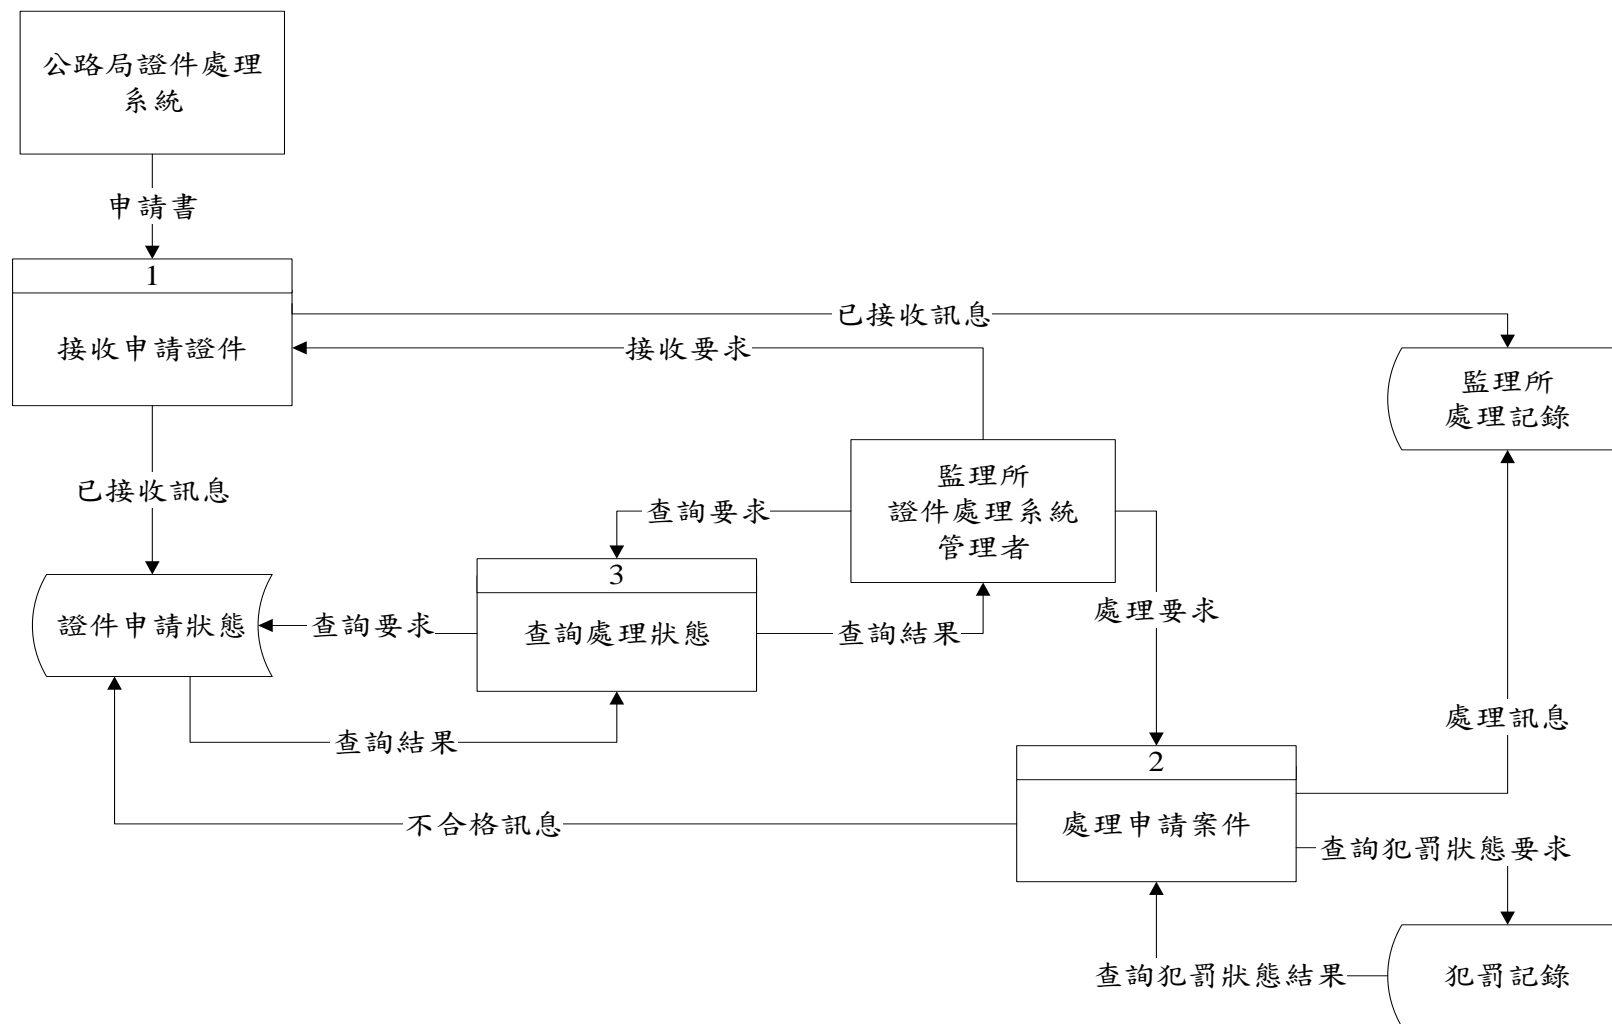 公路局證件處理
系統
申請書
1
接收申請證件
已接收訊息
接收要求
監理所
處理記錄
已接收訊息
監理所
證件處理系統
管理者
查詢要求
3
查詢處理狀態
證件申請狀態
查詢要求
查詢結果
處理要求
查詢結果
處理訊息
2
處理申請案件
不合格訊息
查詢犯罰狀態要求
查詢犯罰狀態結果
犯罰記錄